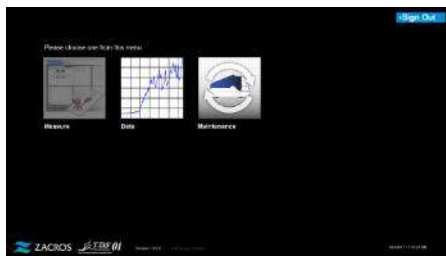 ›Sign Out
Please choose one from this menu
Measure
Data
Maintenance
ZACROS